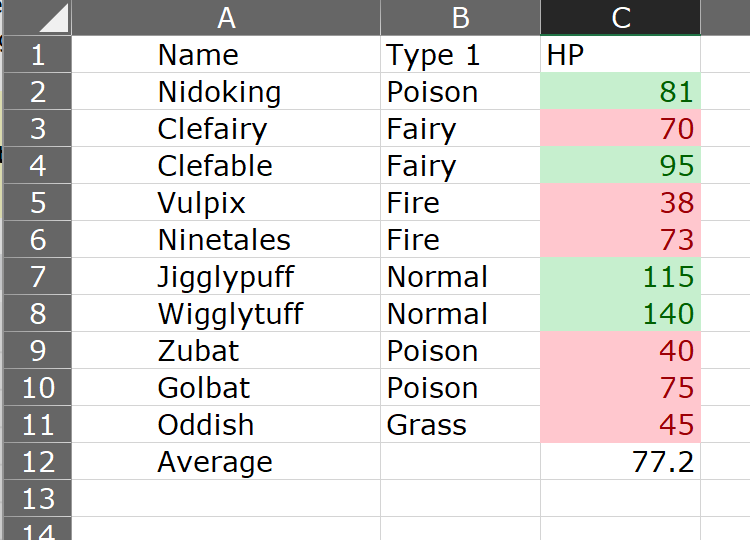 A B C
1 Name Type 1 HP
2 Nidoking Poison 81
3 Clefairy Fairy 70
4 Clefable Fairy 95
5 Vulpix Fire 38
6 Ninetales Fire 73
7 Jigglypuff Normal 115
8 Wigglytuff Normal 140
9 Zubat Poison 40
10 Golbat Poison 75
11 Oddish Grass 45
12 Average 77.2
13
14